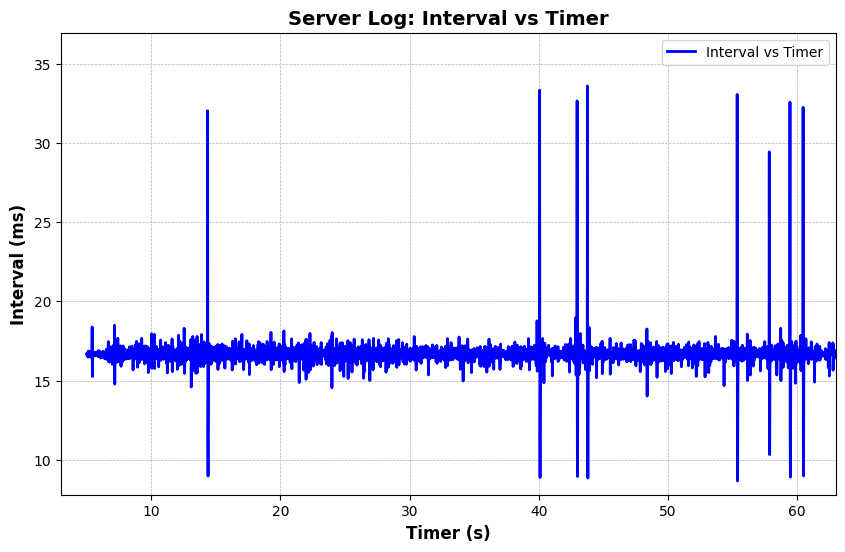 Server Log: Interval vs Timer
Interval vs Timer
35
30
25
20
15
10
Interval (ms)
10 20 30 40 50 60
Timer (s)